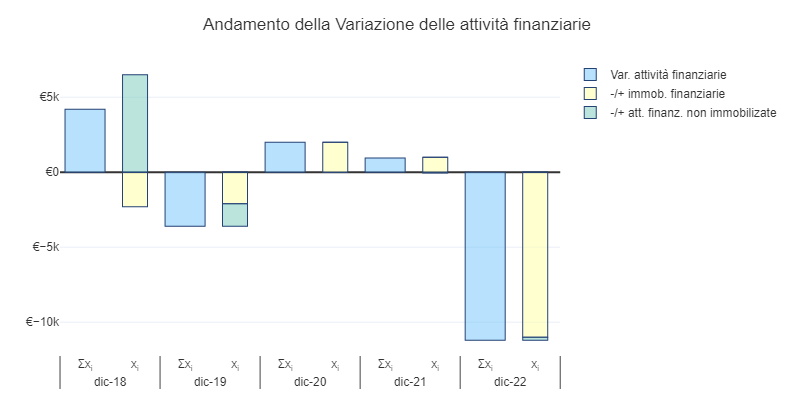 Andamento della Variazione delle attività finanziarie
Var. attività finanziarie
-/+ immob. finanziarie
-/+ att. finanz. non immobilizzate
€5k
€0
€−5k
€−10k
Σxi xi Σxi xi Σxi xi Σxi xi Σxi xi
dic-18 dic-19 dic-20 dic-21 dic-22